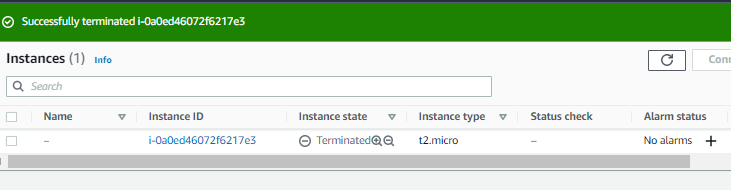 Successfully terminated i-0a0ed46072f6217e3
Instances (1) Info
Conn
Search
Name Instance ID Instance state Instance type Status check Alarm status
– i-0a0ed46072f6217e3 Terminated t2.micro – No alarms +